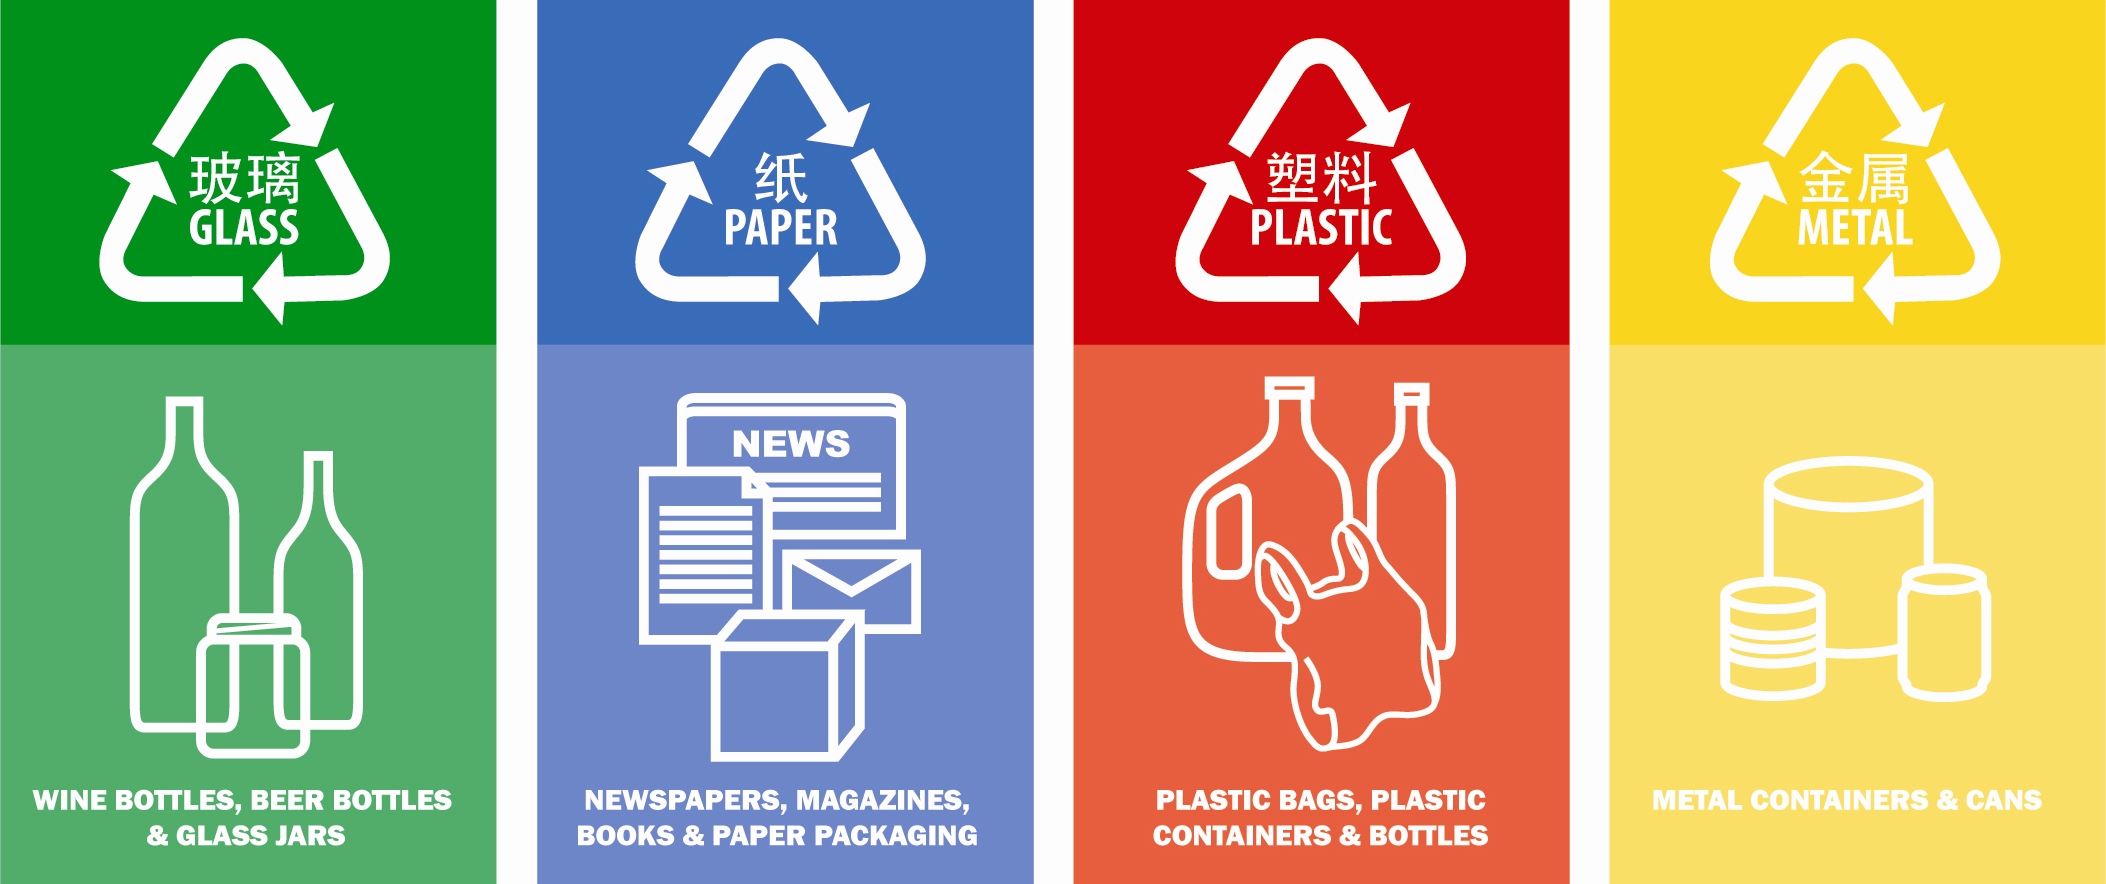 玻璃
GLASS
WINE BOTTLES, BEER BOTTLES
& GLASS JARS
纸
PAPER
NEWS
NEWSPAPERS, MAGAZINES,
BOOKS & PAPER PACKAGING
塑料
PLASTIC
PLASTIC BAGS, PLASTIC
CONTAINERS & BOTTLES
金属
METAL
METAL CONTAINERS & CANS